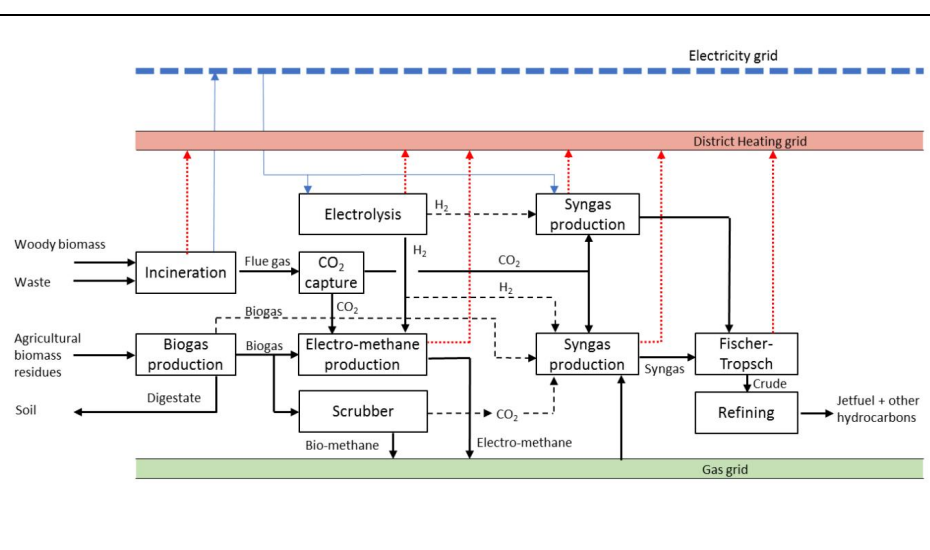 Electricity grid
District Heating grid
Electrolysis
H2
Syngas
production
Woody biomass
Waste
Incineration
Flue gas
CO2
capture
H2
CO2
H2
CO2
Biogas
Agricultural
biomass
residues
Biogas
production
Biogas
Electro-methane
production
Syngas
production
Syngas
Fischer-
Tropsch
Crude
Soil
Digestate
Scrubber
CO2
Refining
Jetfuel + other
hydrocarbons
Bio-methane
Electro-methane
Gas grid